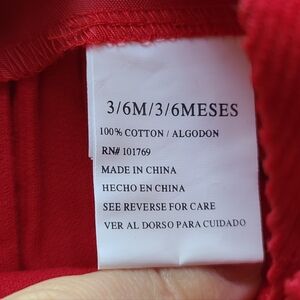 3/6M/3/6MESES
100% COTTON / ALGODON
RN# 101769
MADE IN CHINA
HECHO EN CHINA
SEE REVERSE FOR CARE
VER AL DORSO PARA CUIDADO